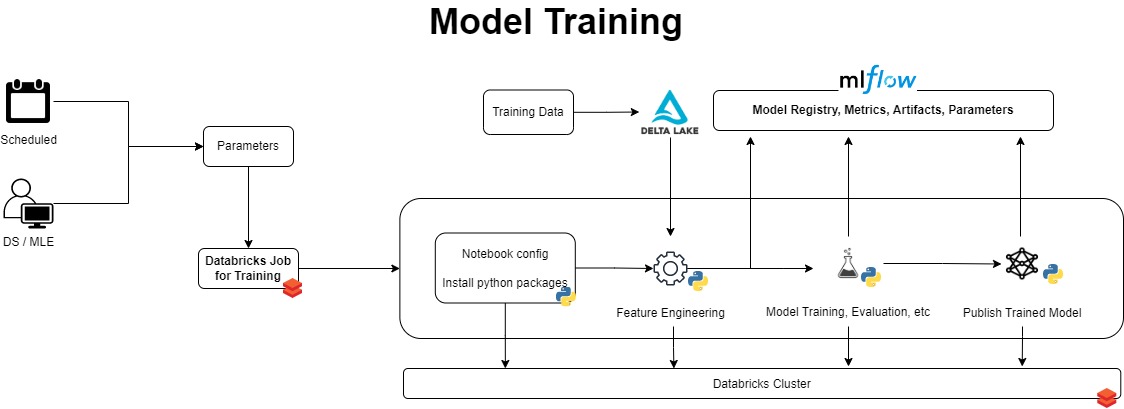 Model Training
mlflow
Model Registry, Metrics, Artifacts, Parameters
Training Data
DELTA LAKE
Scheduled
Parameters
DS / MLE
Databricks Job
for Training
Notebook config
Install python packages
Feature Engineering
Model Training, Evaluation, etc
Publish Trained Model
Databricks Cluster